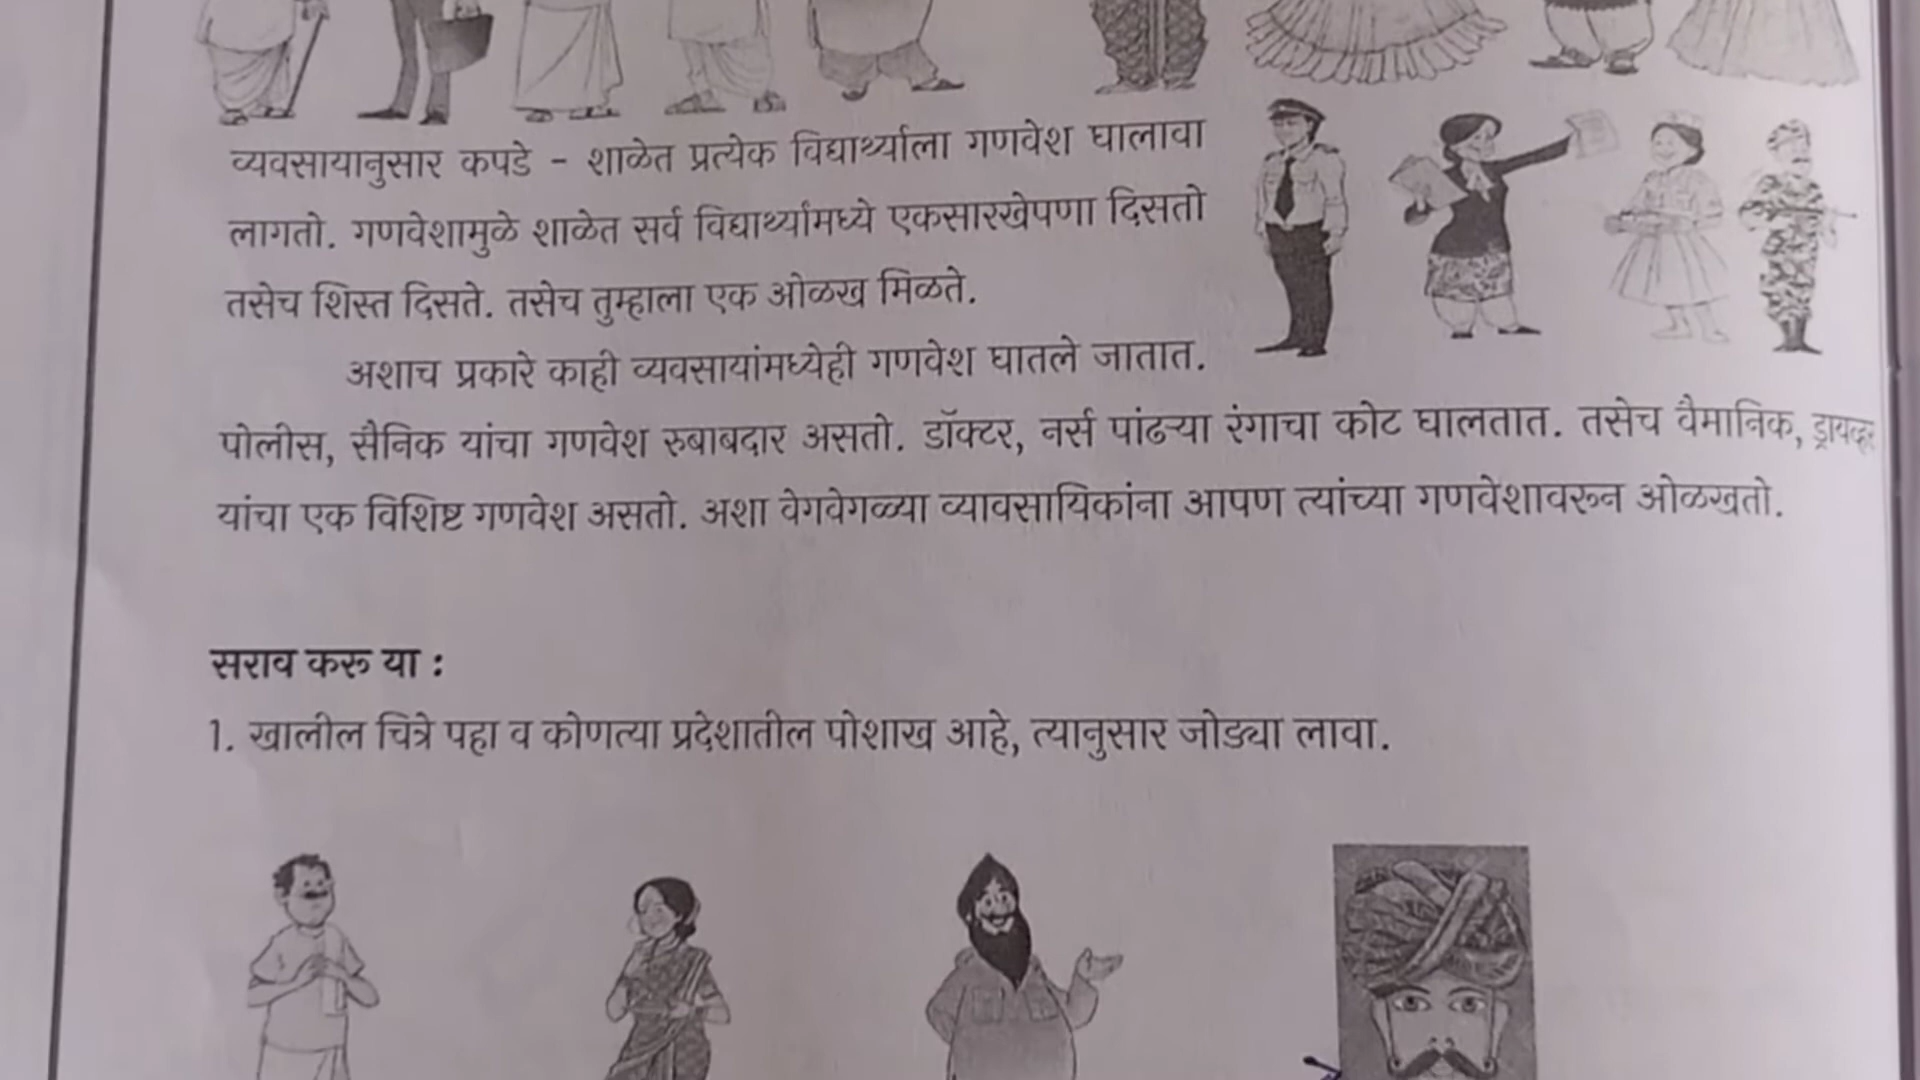 व्यवसायानुसार कपडे - शाळेत प्रत्येक विद्यार्थ्याला गणवेश घालावा
लागतो. गणवेशामुळे शाळेत सर्व विद्यार्थ्यांमध्ये एकसारखेपणा दिसतो
तसेच शिस्त दिसते. तसेच तुम्हाला एक ओळख मिळते.
अशाच प्रकारे काही व्यवसायांमध्येही गणवेश घातले जातात.
पोलीस, सैनिक यांचा गणवेश रुबाबदार असतो. डॉक्टर, नर्स पांढऱ्या रंगाचा कोट घालतात. तसेच वैमानिक,
यांचा एक विशिष्ट गणवेश असतो. अशा वेगवेगळ्या व्यावसायिकांना आपण त्यांच्या गणवेशावरून ओळखतो.
सराव करू या :
1. खालील चित्रे पहा व कोणत्या प्रदेशातील पोशाख आहे, त्यानुसार जोड्या लावा.